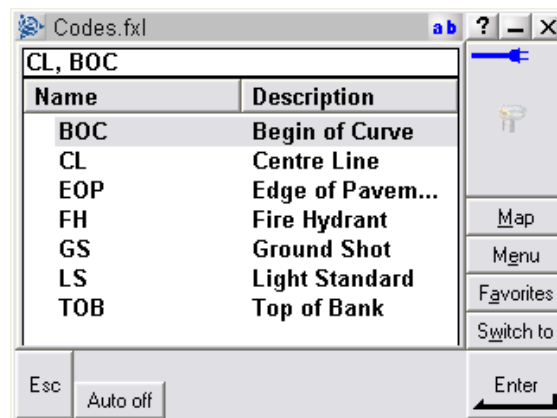 Codes.fxl ab ? – X
CL, BOC
Name Description
BOC Begin of Curve
CL Centre Line
EOP Edge of Pavem...
FH Fire Hydrant
GS Ground Shot
LS Light Standard
TOB Top of Bank
Map
Menu
Favorites
Switch to
Esc
Auto off
Enter